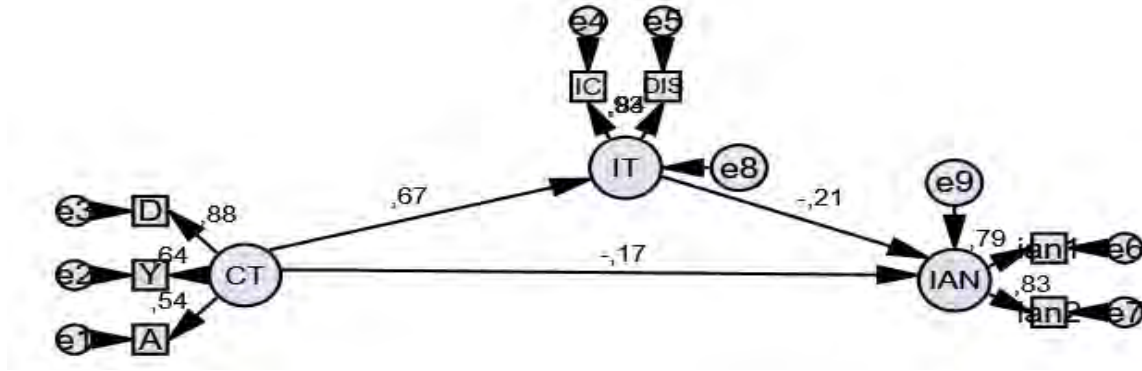 e4 e5
IC DIS
IT e8
,67
-,21
e9
e3 D ,88
,79 ian1 e6
e2 Y ,64 CT
-,17
IAN
,83
,54
ian2 e7
e1 A